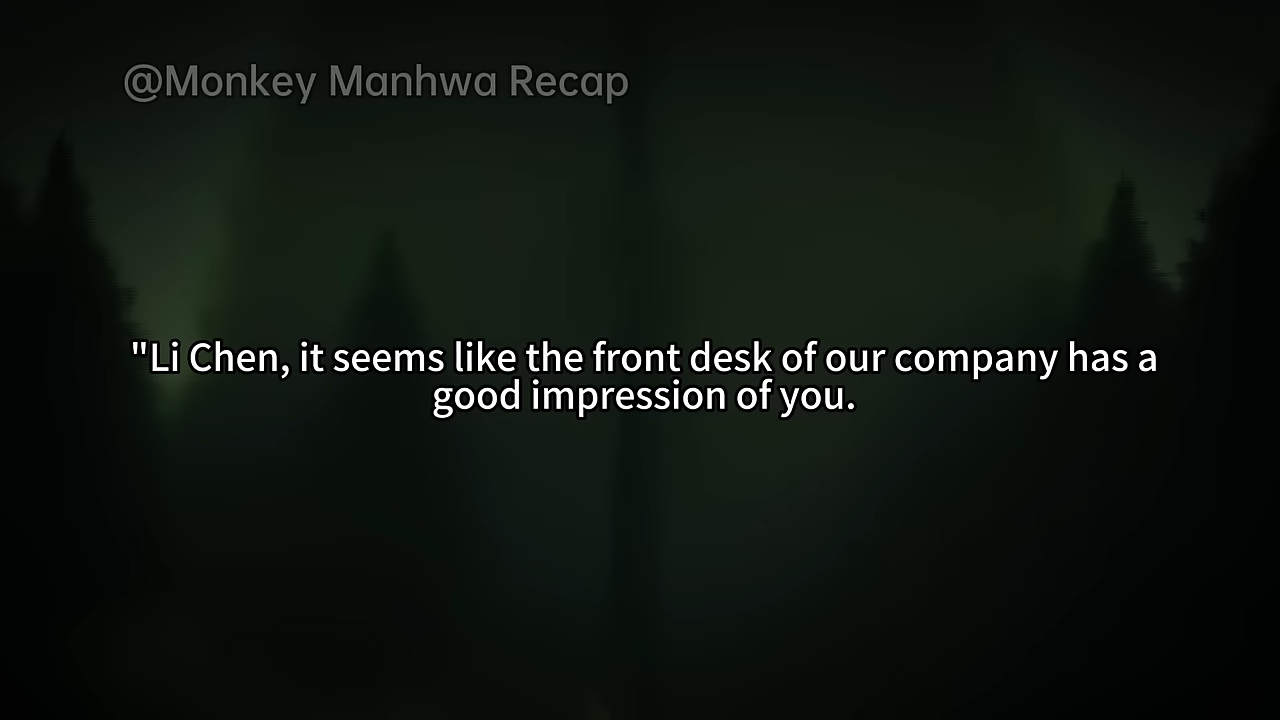 @Monkey Manhwa Recap
"Li Chen, it seems like the front desk of our company has a
good impression of you.